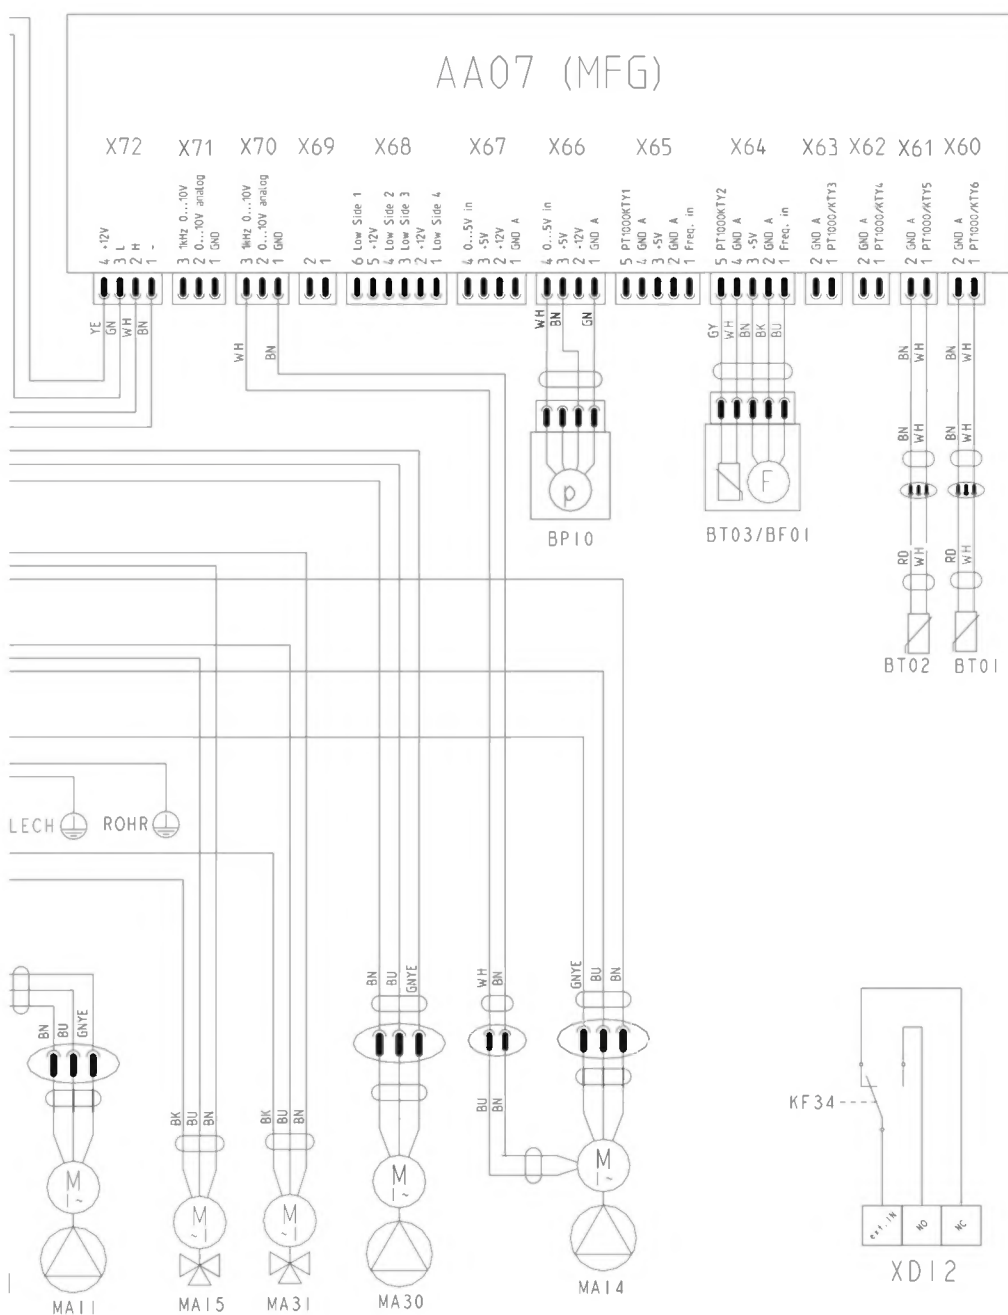 AA07 (MFG)
X72 X71 X70 X69 X68 X67 X66 X65 X64 X63 X62 X61 X60
4 +12V
3 L
2 H
1 -
3 1kHz 0...10V
2 0...10V analog
1 GND
3 1kHz 0...10V
2 0...10V analog
1 GND
2
1
6 Low Side 1
5 +12V
4 Low Side 2
3 Low Side 3
2 +12V
1 Low Side 4
4 0...5V in
3 +5V
2 +12V
1 GND A
4 0...5V in
3 +5V
2 +12V
1 GND A
5 PT1000KTY1
4 GND A
3 +5V
2 GND A
1 Freq. in
5 PT1000KTY2
4 GND A
3 +5V
2 GND A
1 Freq. in
2 GND A
1 PT1000/KTY3
2 GND A
1 PT1000/KTY4
2 GND A
1 PT1000/KTY5
2 GND A
1 PT1000/KTY6
YE GN WH BN
WH BN
WH BN GN
GY WH BN BK BU
BN WH BN WH
BN WH BN WH
p
F
BP10
BT03/BF01
RD WH RD WH
BT02 BT01
LECH ROHR
BN BU GNYE
BN BU GNYE
WH BN
GNYE BU BN
BU BN
BK BU BN
BK BU BN
M
1~
M
~1
M
~1
M
1~
M
1~
KF34
ext. IN NO NC
XD12
MA11 MA15 MA31 MA30 MA14